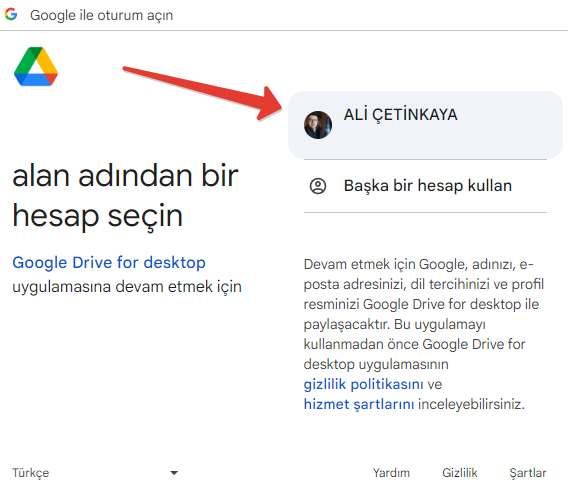 Google ile oturum açın
alan adından bir
hesap seçin
Google Drive for desktop
uygulamasına devam etmek için
ALİ ÇETİNKAYA
Başka bir hesap kullan
Devam etmek için Google, adınızı, e-
posta adresinizi, dil tercihinizi ve profil
resminizi Google Drive for desktop ile
paylaşacaktır. Bu uygulamayı
kullanmadan önce Google Drive for
desktop uygulamasının
gizlilik politikasını ve
hizmet şartlarını inceleyebilirsiniz.
Türkçe
Yardım
Gizlilik
Şartlar